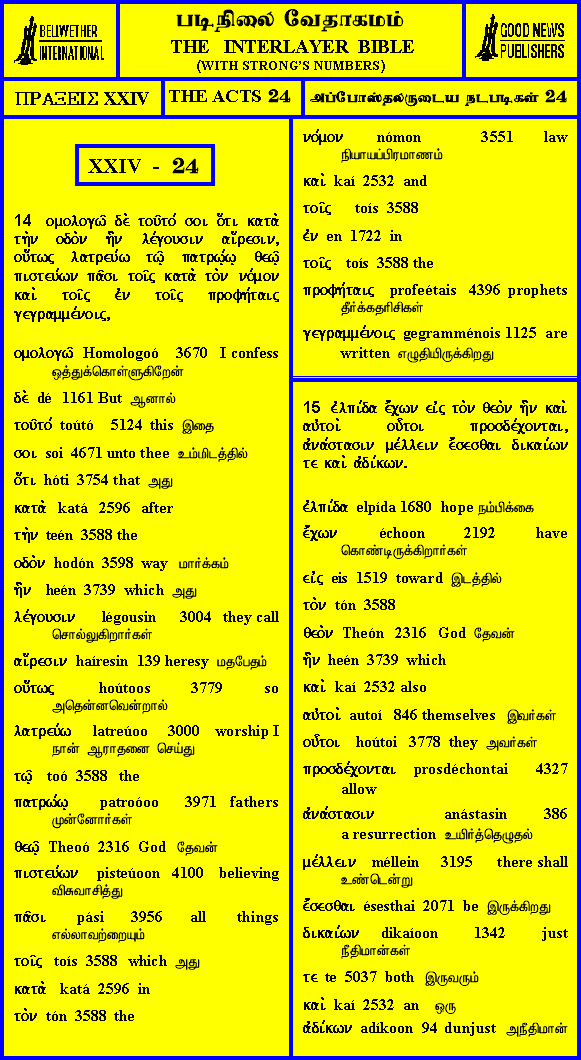 BELLWETHER
INTERNATIONAL
படிநிலை வேதாகமம்
THE INTERLAYER BIBLE
(WITH STRONG'S NUMBERS)
GOOD NEWS
PUBLISHERS
ΠΡΑΞΕΙΣ XXIV
THE ACTS 24
அப்போஸ்தலருடைய நடபடிகள் 24
XXIV - 24
14 ομολογῶ δὲ τοῦτό σοι ὅτι κατὰ
τὴν οδὸν ἣν λέγουσιν αἵρεσιν,
οὕτως λατρεύω τῷ πατρῴῳ θεῷ
πιστεύων πᾶσι τοῖς κατὰ τὸν νόμον
καὶ τοῖς ἐν τοῖς προφήταις
γεγραμμένοις,
ομολογῶ Homologoó 3670 I confess
ஒத்துக்கொள்ளுகிறேன்
δὲ dé 1161 But ஆனால்
τοῦτό toútó 5124 this இதை
σοι soi 4671 unto thee உம்மிடத்தில்
ὅτι hóti 3754 that அது
κατὰ katá 2596 after
τὴν teén 3588 the
οδὸν hodón 3598 way மார்க்கம்
ἣν heén 3739 which அது
λέγουσιν légousin 3004 they call
சொல்லுகிறார்கள்
αἵρεσιν haíresin 139 heresy மதபேதம்
οὕτως hoútoos 3779 so
அதென்னவென்றால்
λατρεύω latreúoo 3000 worship I
நான் ஆராதனை செய்து
τῷ toó 3588 the
πατρῴῳ patroóoo 3971 fathers
முன்னோர்கள்
θεῷ Theoó 2316 God தேவன்
πιστεύων pisteúoon 4100 believing
விசுவாசித்து
πᾶσι pási 3956 all things
எல்லாவற்றையும்
τοῖς toís 3588 which அது
κατὰ katá 2596 in
τὸν tón 3588 the
νόμον nómon 3551 law
நியாயப்பிரமாணம்
καὶ kaí 2532 and
τοῖς toís 3588
ἐν en 1722 in
τοῖς toís 3588 the
προφήταις profeétais 4396 prophets
தீர்க்கதரிசிகள்
γεγραμμένοις gegramménois 1125 are
written எழுதியிருக்கிறது
15 ἐλπίδα ἔχων εἰς τὸν θεὸν ἣν καὶ
αὐτοὶ οὗτοι προσδέχονται,
ἀνάστασιν μέλλειν ἔσεσθαι δικαίων
τε καὶ ἀδίκων.
ἐλπίδα elpída 1680 hope நம்பிக்கை
ἔχων échoon 2192 have
கொண்டிருக்கிறார்கள்
εἰς eis 1519 toward இடத்தில்
τὸν tón 3588
θεὸν Theón 2316 God தேவன்
ἣν heén 3739 which
καὶ kaí 2532 also
αὐτοὶ autoí 846 themselves இவர்கள்
οὗτοι hoútoi 3778 they அவர்கள்
προσδέχονται prosdéchontai 4327
allow
ἀνάστασιν anástasin 386
a resurrection உயிர்த்தெழுதல்
μέλλειν méllein 3195 there shall
உண்டென்று
ἔσεσθαι ésesthai 2071 be இருக்கிறது
δικαίων dikaíoon 1342 just
நீதிமான்கள்
τε te 5037 both இருவரும்
καὶ kaí 2532 an ஒரு
ἀδίκων adíkoon 94 dunjust அநீதிமான்